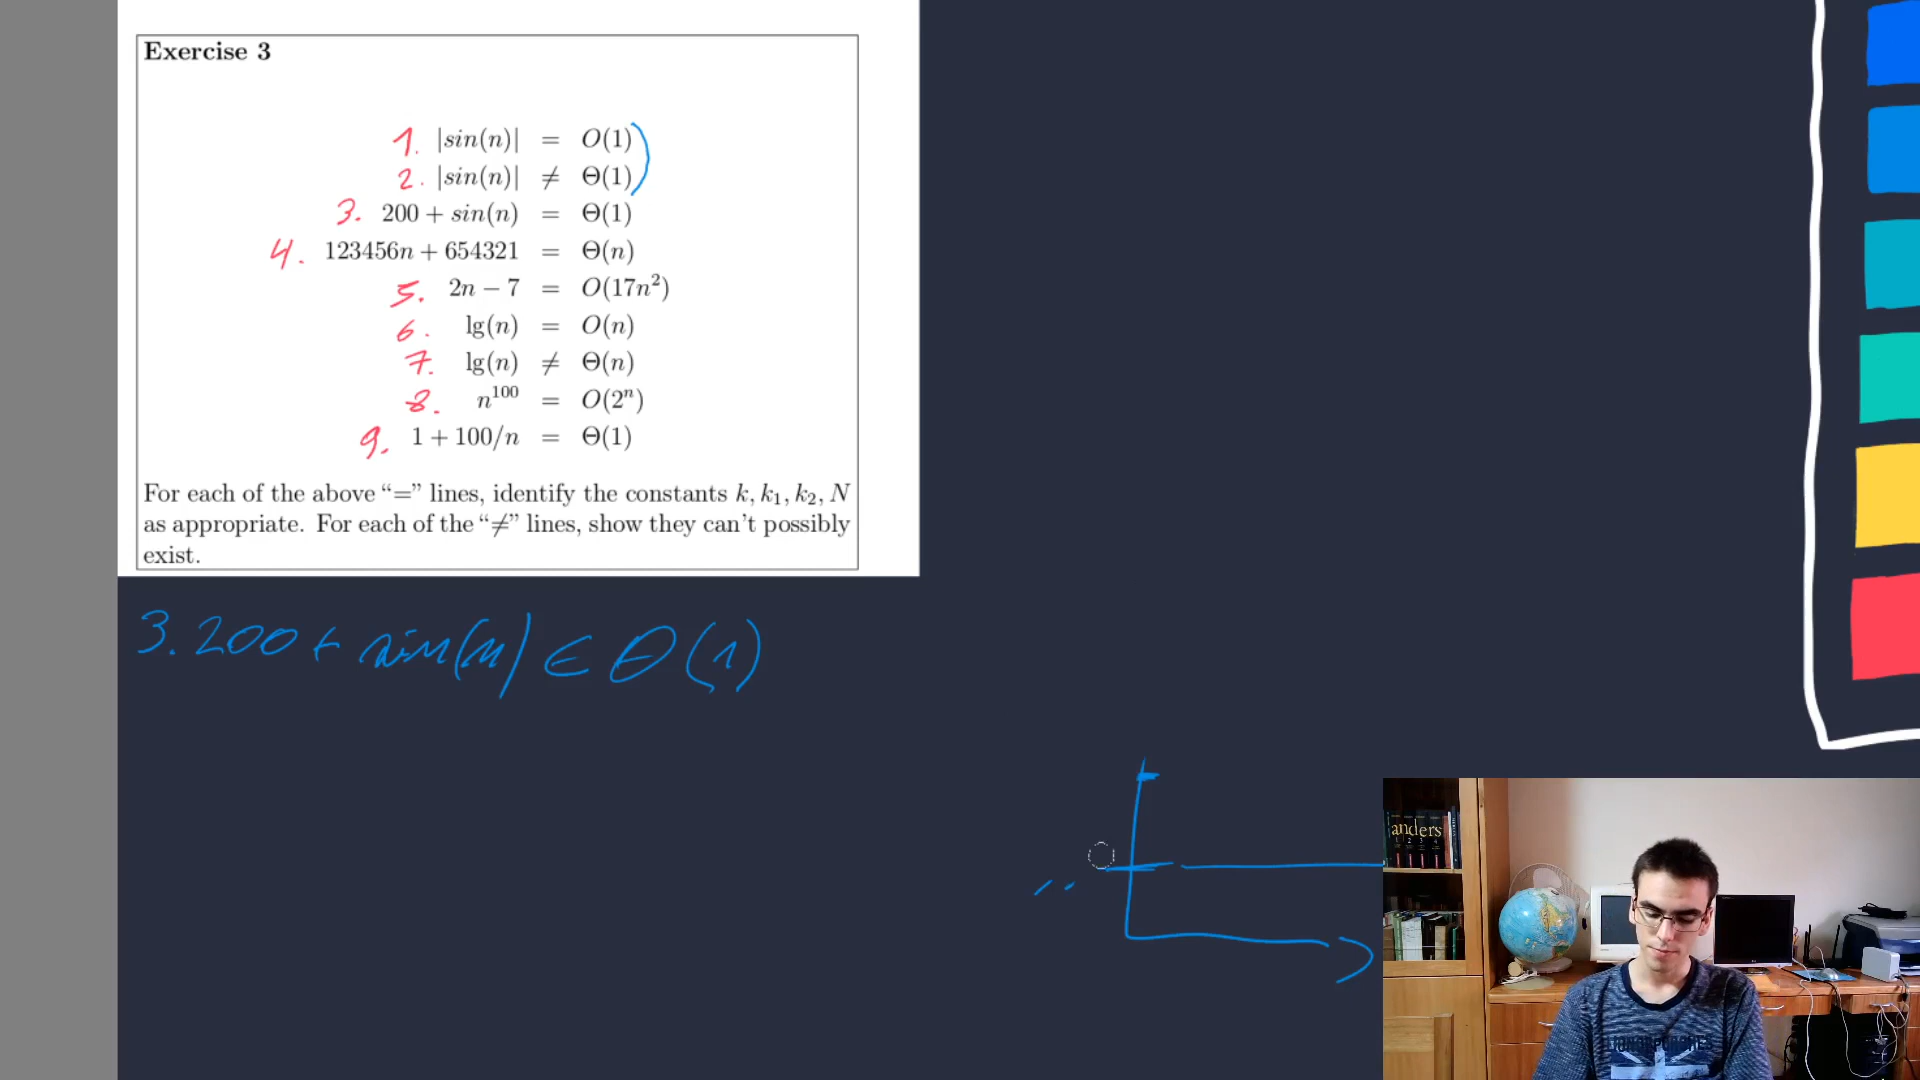 Exercise 3
1. |sin(n)| = O(1)
2. |sin(n)| ≠ Θ(1)
3. 200 + sin(n) = Θ(1)
4. 123456n + 654321 = Θ(n)
5. 2n − 7 = O(17n²)
6. lg(n) = O(n)
7. lg(n) ≠ Θ(n)
8. n¹⁰⁰ = O(2ⁿ)
9. 1 + 100/n = Θ(1)
For each of the above “=” lines, identify the constants k, k₁, k₂, N
as appropriate. For each of the “≠” lines, show they can’t possibly
exist.
3. 200 + sin(n) ∈ Θ(1)
anders